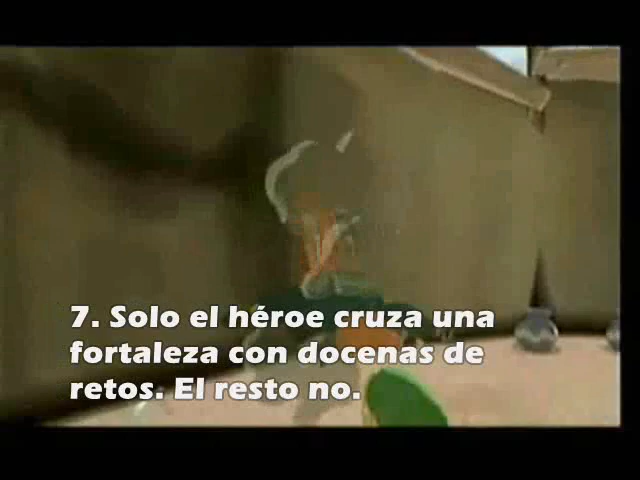 7. Solo el héroe cruza una
fortaleza con docenas de
retos. El resto no.